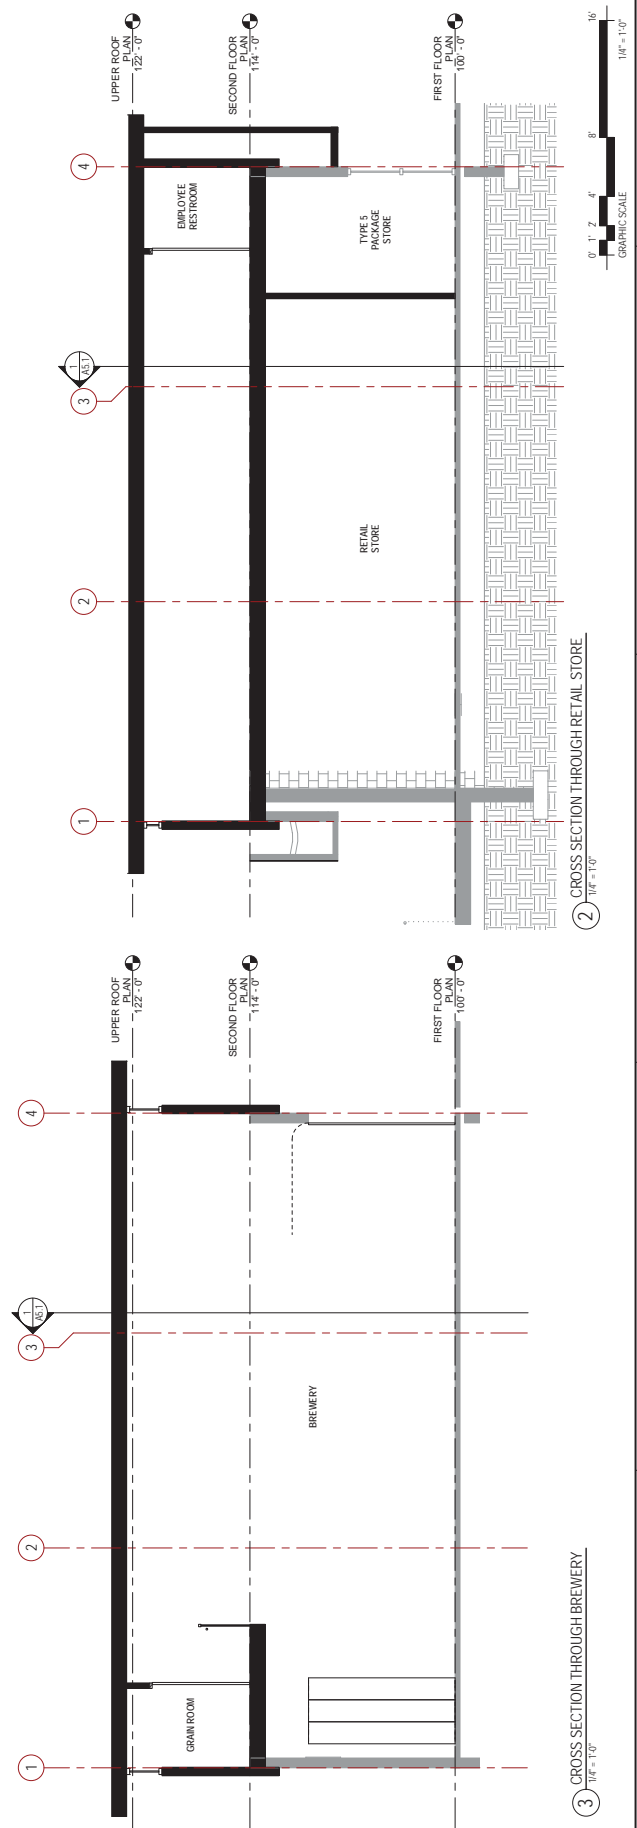 UPPER ROOF
PLAN
122' - 0"
SECOND FLOOR
PLAN
114' - 0"
FIRST FLOOR
PLAN
100' - 0"
1
2
3
4
1
A5.1
GRAIN ROOM
BREWERY
3
CROSS SECTION THROUGH BREWERY
1/4" = 1'-0"
UPPER ROOF
PLAN
122' - 0"
SECOND FLOOR
PLAN
114' - 0"
FIRST FLOOR
PLAN
100' - 0"
1
2
3
4
1
A5.1
EMPLOYEE
RESTROOM
TYPE 5
PACKAGE
STORE
RETAIL
STORE
2
CROSS SECTION THROUGH RETAIL STORE
1/4" = 1'-0"
0' 1' 2' 4' 8' 16'
GRAPHIC SCALE
1/4" = 1'-0"